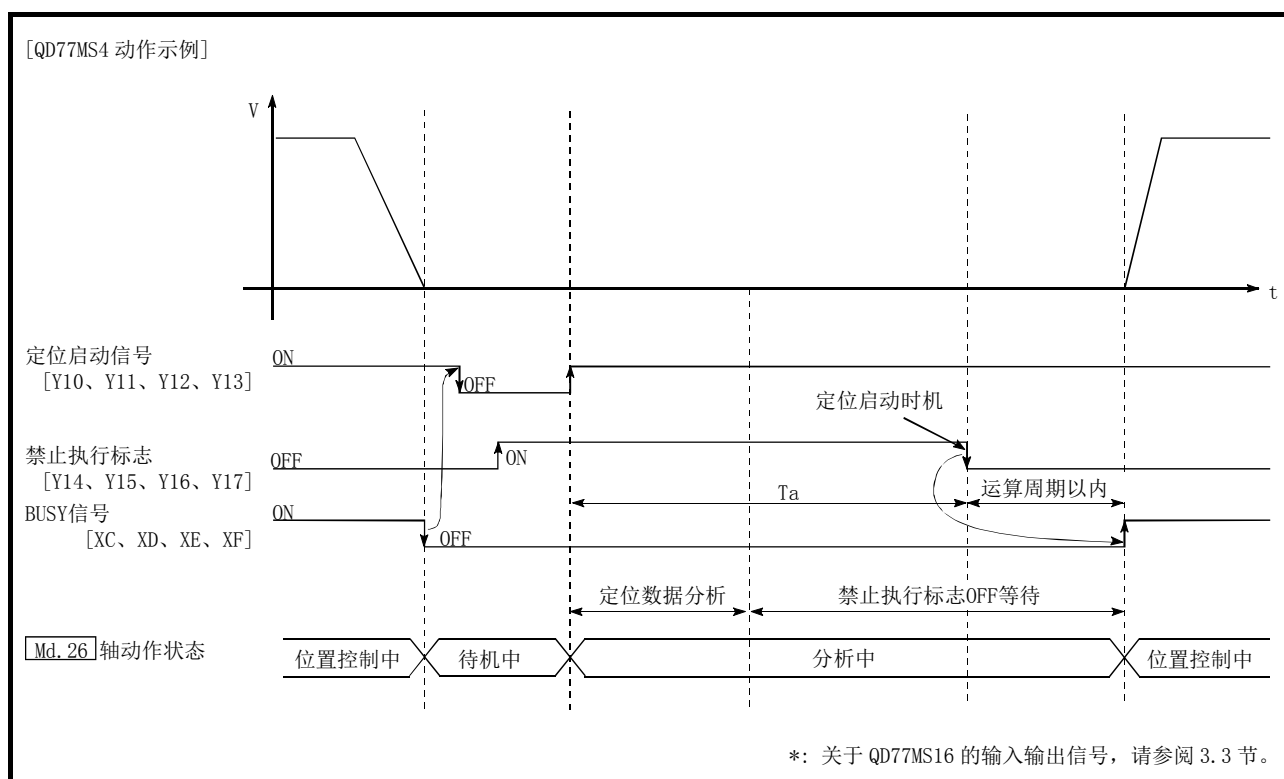 [QD77MS4 动作示例]
V
t
定位启动信号
[Y10、Y11、Y12、Y13]
ON
OFF
定位启动时机
禁止执行标志
[Y14、Y15、Y16、Y17]
OFF
ON
Ta
运算周期以内
BUSY信号
[XC、XD、XE、XF]
ON
OFF
定位数据分析
禁止执行标志OFF等待
Md.26 轴动作状态
位置控制中
待机中
分析中
位置控制中
*: 关于 QD77MS16 的输入输出信号，请参阅 3.3 节。